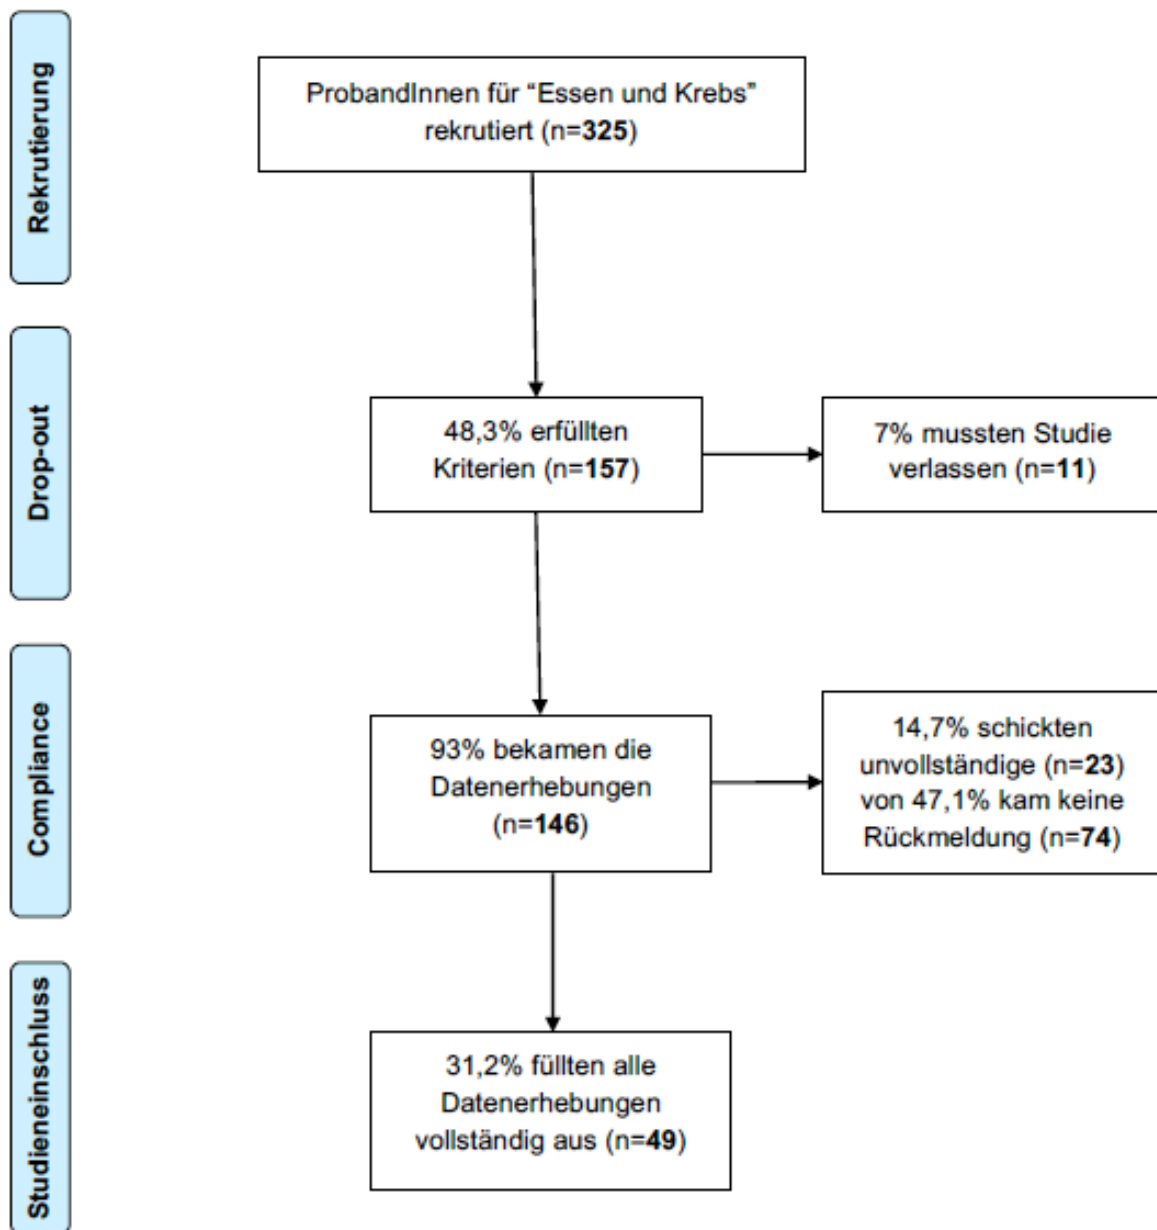 Rekrutierung
ProbandInnen für “Essen und Krebs”
rekrutiert (n=325)
Drop-out
48,3% erfüllten
Kriterien (n=157)
7% mussten Studie
verlassen (n=11)
Compliance
93% bekamen die
Datenerhebungen
(n=146)
14,7% schickten
unvollständige (n=23)
von 47,1% kam keine
Rückmeldung (n=74)
Studieneinschluss
31,2% füllten alle
Datenerhebungen
vollständig aus (n=49)